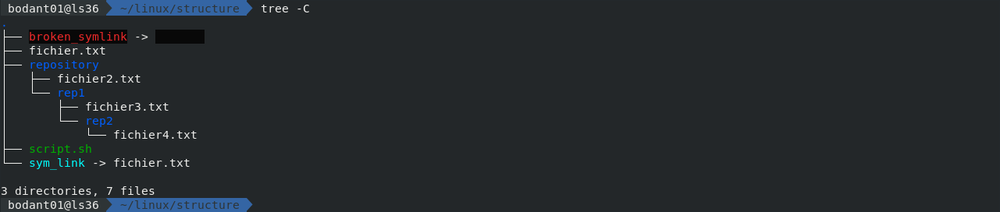 bodant01@ls36 ~/linux/structure tree -C
.
├── broken_symlink ->
├── fichier.txt
├── repository
│   ├── fichier2.txt
│   └── rep1
│       ├── fichier3.txt
│       └── rep2
│           └── fichier4.txt
├── script.sh
└── sym_link -> fichier.txt
3 directories, 7 files
bodant01@ls36 ~/linux/structure